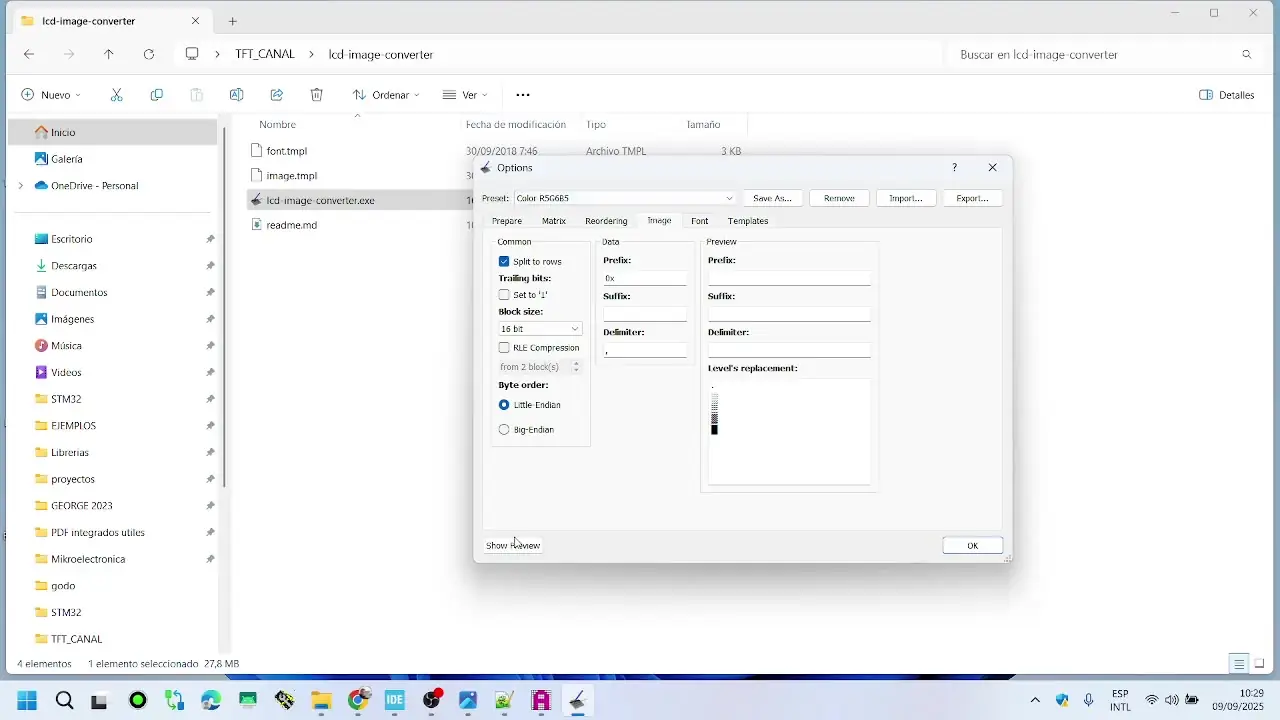 lcd-image-converter
TFT_CANAL > lcd-image-converter
Buscar en lcd-image-converter
Nuevo
Ordenar
Ver
Detalles
Inicio
Galería
OneDrive - Personal
Escritorio
Descargas
Documentos
Imágenes
Música
Videos
STM32
EJEMPLOS
Librerias
proyectos
GEORGE 2023
PDF integrados utiles
Mikroelectronica
godo
STM32
TFT_CANAL
Nombre
Fecha de modificación
Tipo
Tamaño
font.tmpl
30/09/2018 7:46
Archivo TMPL
3 KB
image.tmpl
lcd-image-converter.exe
readme.md
Options
Preset:
Color R5G6B5
Save As...
Remove
Import...
Export...
Prepare
Matrix
Reordering
Image
Font
Templates
Common
Split to rows
Trailing bits:
Set to '1'
Block size:
16 bit
RLE Compression
from 2 block(s)
Byte order:
Little-Endian
Big-Endian
Data
Prefix:
0x
Suffix:
Delimiter:
,
Preview
Prefix:
Suffix:
Delimiter:
Level's replacement:
Show Preview
OK
4 elementos
1 elemento seleccionado 27,8 MB
IDE
ESP
INTL
00:29
09/09/2025